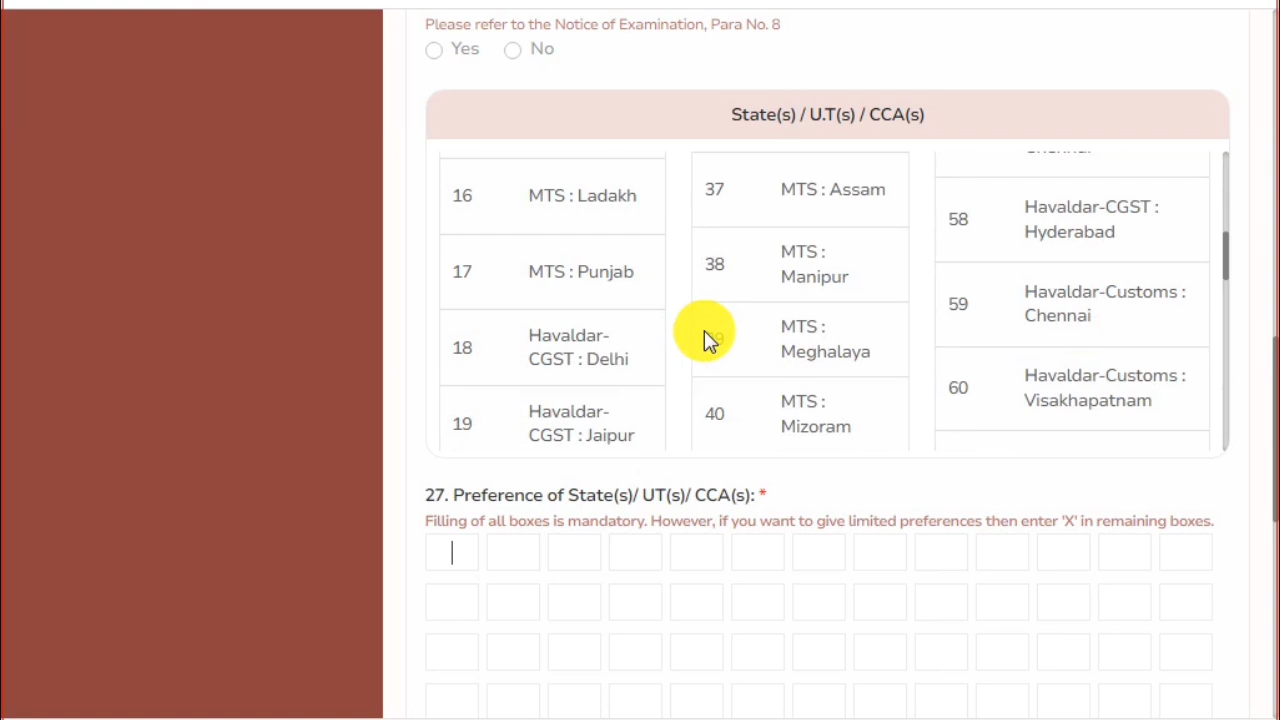 Please refer to the Notice of Examination, Para No. 8
Yes No
State(s) / U.T(s) / CCA(s)
16 MTS : Ladakh
17 MTS : Punjab
18 Havaldar-
CGST : Delhi
19 Havaldar-
CGST : Jaipur
37 MTS : Assam
38 MTS :
Manipur
MTS :
Meghalaya
40 MTS :
Mizoram
58 Havaldar-CGST :
Hyderabad
59 Havaldar-Customs :
Chennai
60 Havaldar-Customs :
Visakhapatnam
27. Preference of State(s)/ UT(s)/ CCA(s): *
Filling of all boxes is mandatory. However, if you want to give limited preferences then enter 'X' in remaining boxes.